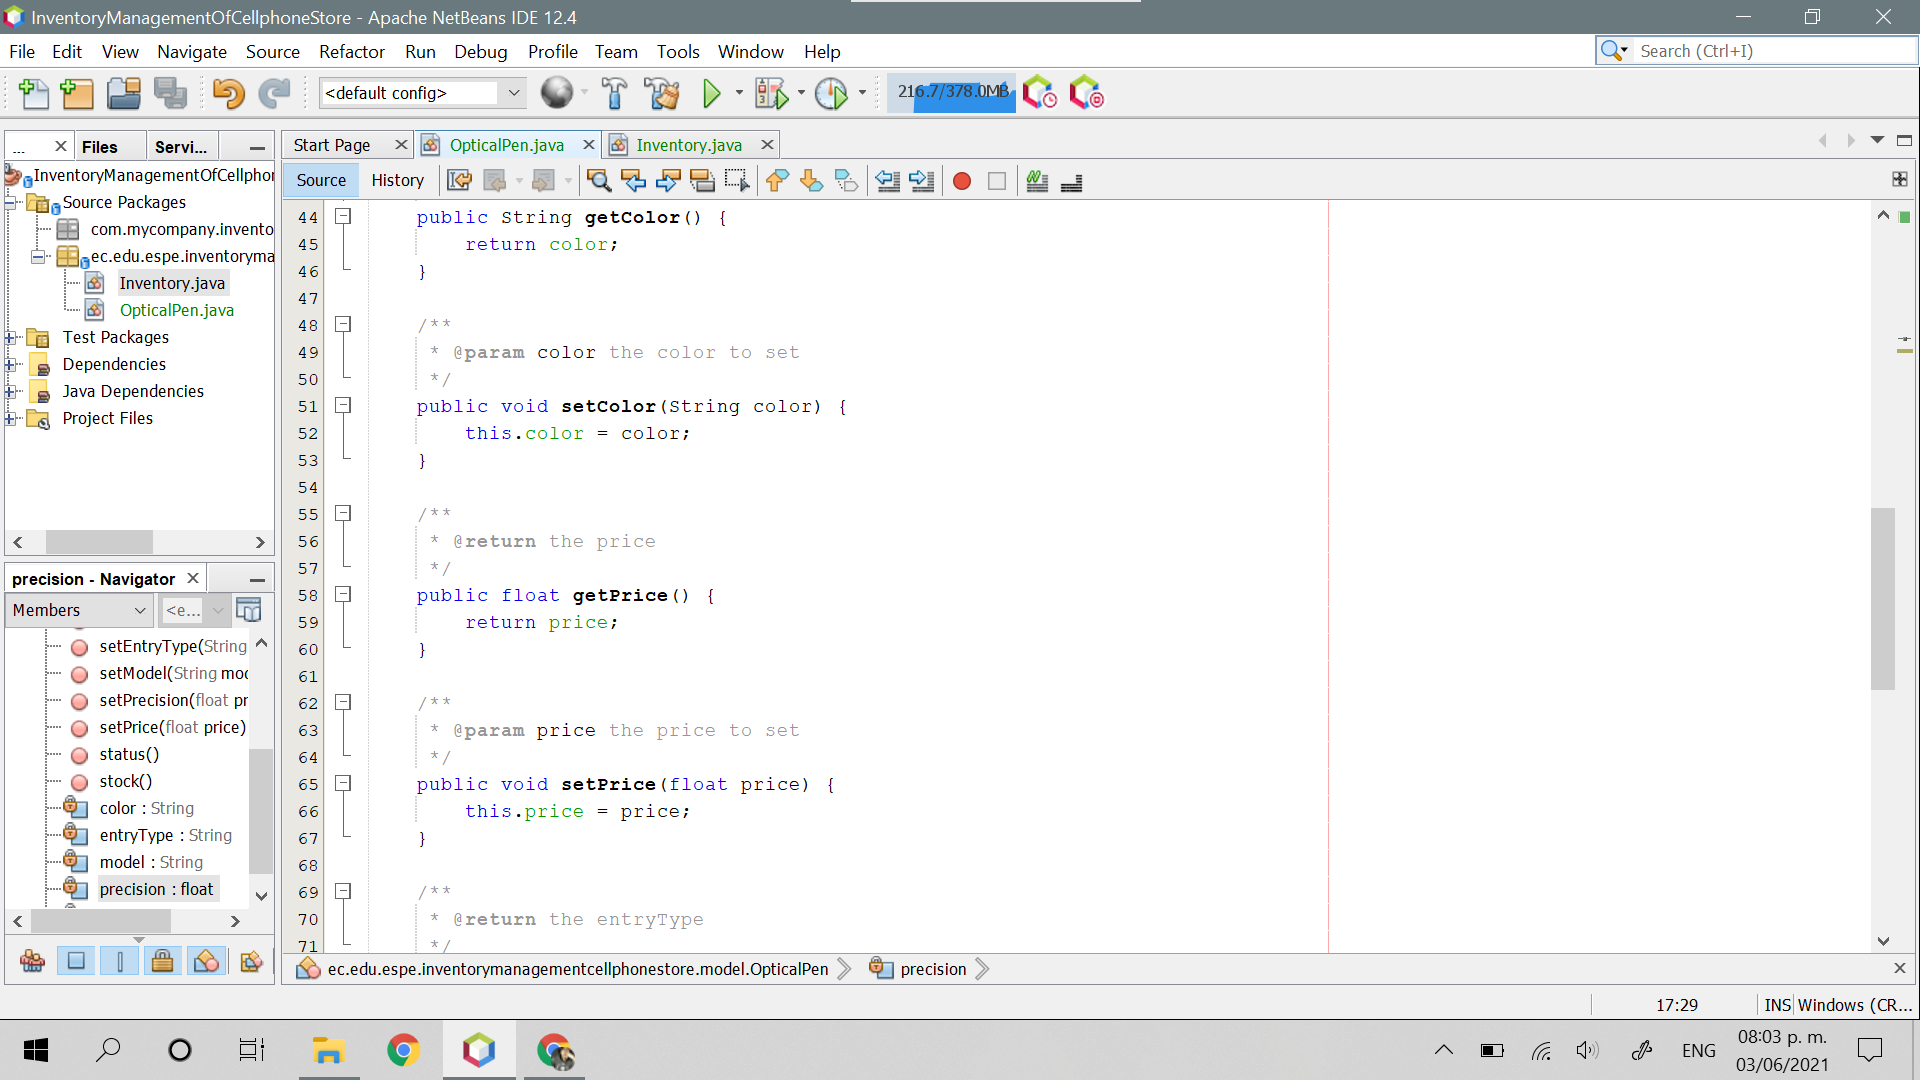 InventoryManagementOfCellphoneStore - Apache NetBeans IDE 12.4
File Edit View Navigate Source Refactor Run Debug Profile Team Tools Window Help
Search (Ctrl+I)
<default config>
216.7/378.0MB
... Files Servi...
Start Page OpticalPen.java Inventory.java
Source History
InventoryManagementOfCellphor
Source Packages
com.mycompany.invento
ec.edu.espe.inventoryma
Inventory.java
OpticalPen.java
Test Packages
Dependencies
Java Dependencies
Project Files
precision - Navigator
Members <e...
setEntryType(String
setModel(String moc
setPrecision(float pr
setPrice(float price)
status()
stock()
color : String
entryType : String
model : String
precision : float
44 public String getColor() {
45 return color;
46 }
47
48 /**
49 * @param color the color to set
50 */
51 public void setColor(String color) {
52 this.color = color;
53 }
54
55 /**
56 * @return the price
57 */
58 public float getPrice() {
59 return price;
60 }
61
62 /**
63 * @param price the price to set
64 */
65 public void setPrice(float price) {
66 this.price = price;
67 }
68
69 /**
70 * @return the entryType
71 */
ec.edu.espe.inventorymanagementcellphonestore.model.OpticalPen precision
17:29 INS Windows (CR...
ENG
08:03 p. m.
03/06/2021